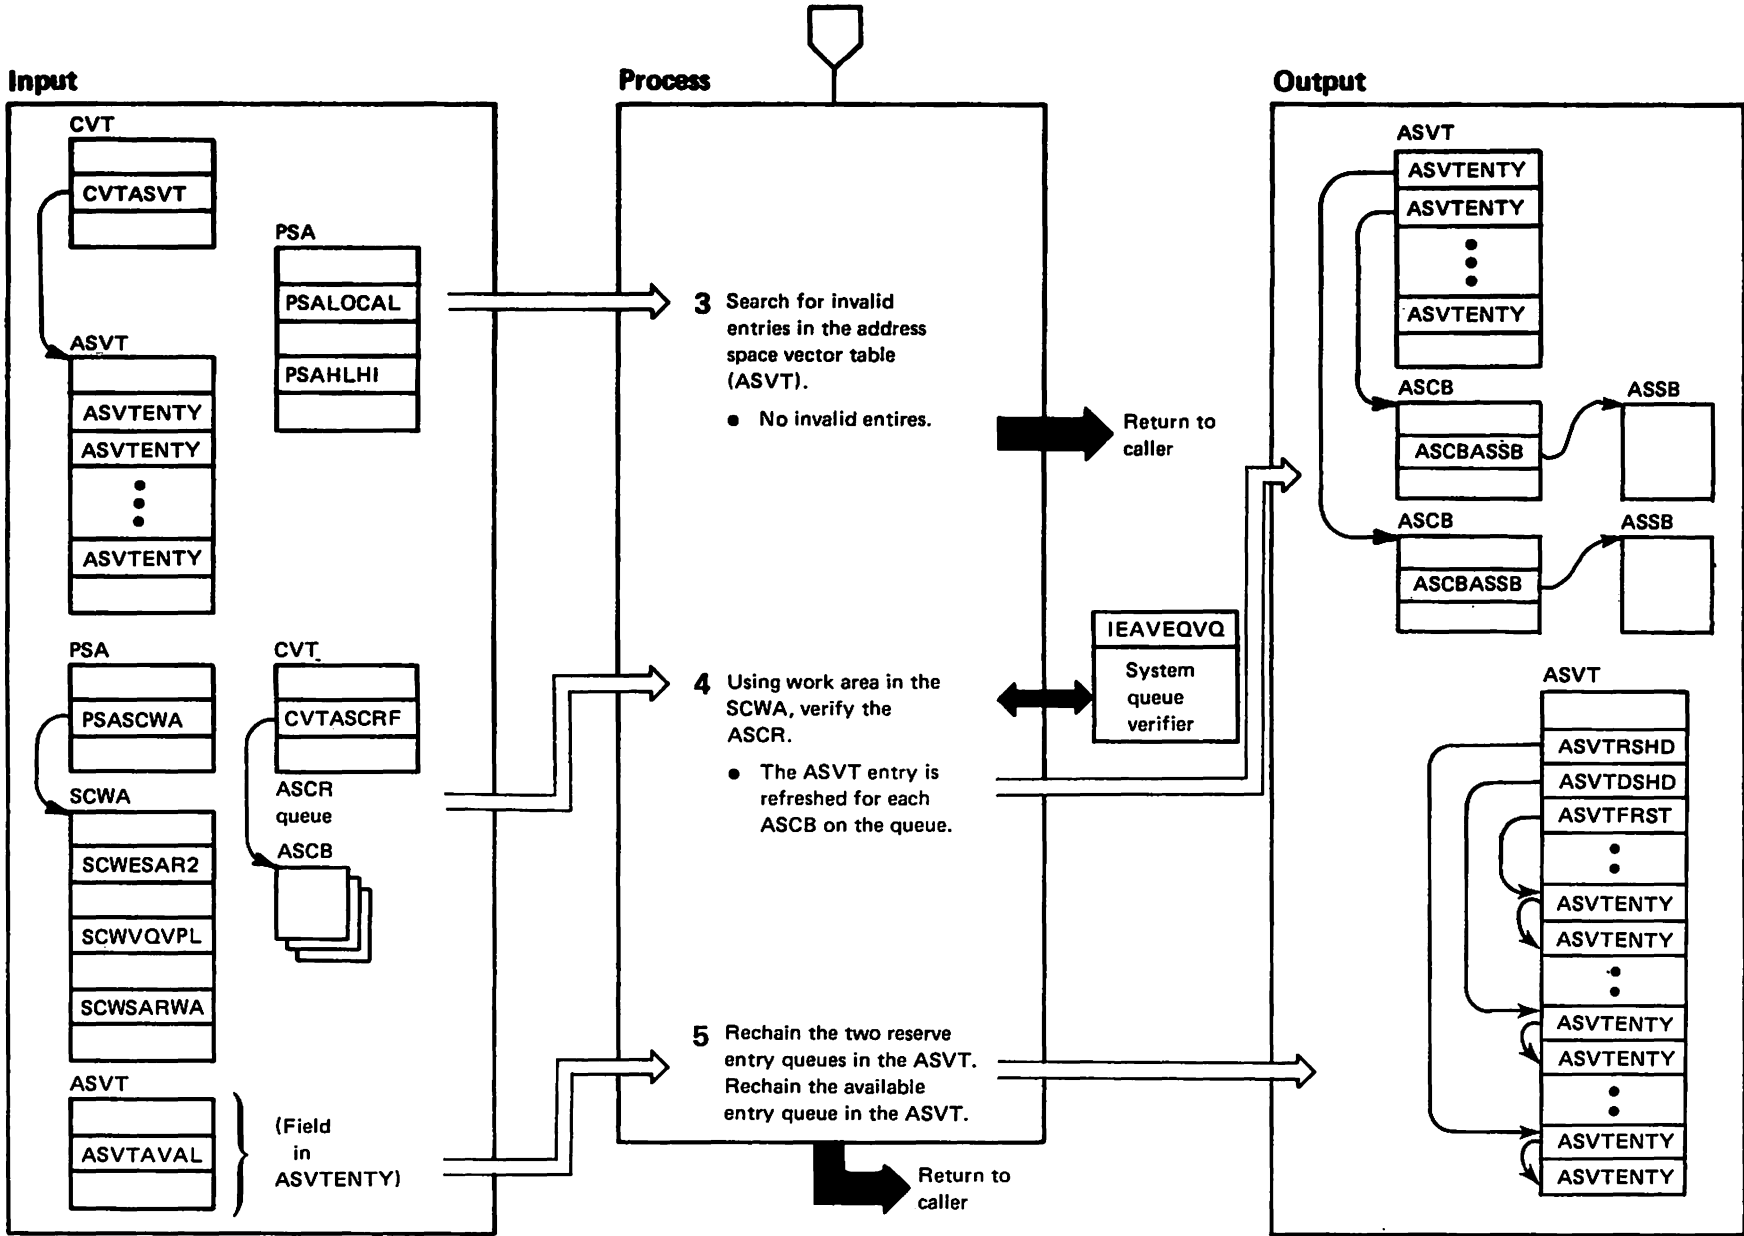 Input
CVT
CVTASVT
PSA
PSALOCAL
PSAHLHI
ASVT
ASVTENTY
ASVTENTY
ASVTENTY
PSA
PSASCWA
CVT
CVTASCRF
ASCR
queue
ASCB
SCWA
SCWESAR2
SCWVQVPL
SCWSARWA
ASVT
ASVTAVAL
(Field
in
ASVTENTY)
Process
3 Search for invalid
entries in the address
space vector table
(ASVT).
• No invalid entires.
Return to
caller
4 Using work area in the
SCWA, verify the
ASCR.
• The ASVT entry is
refreshed for each
ASCB on the queue.
IEAVEQVQ
System
queue
verifier
5 Rechain the two reserve
entry queues in the ASVT.
Rechain the available
entry queue in the ASVT.
Return to
caller
Output
ASVT
ASVTENTY
ASVTENTY
ASVTENTY
ASCB
ASCBASSB
ASSB
ASCB
ASCBASSB
ASSB
ASVT
ASVTRSHD
ASVTDSHD
ASVTFRST
ASVTENTY
ASVTENTY
ASVTENTY
ASVTENTY
ASVTENTY
ASVTENTY